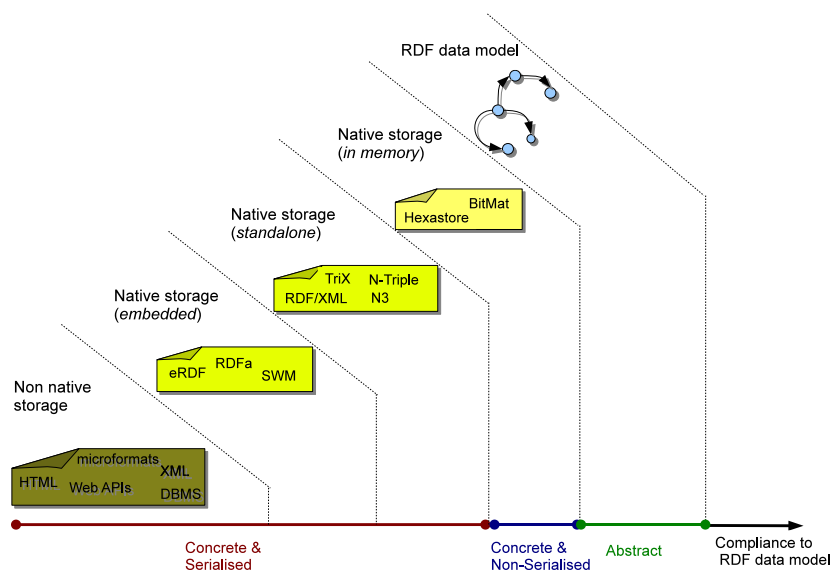 RDF data model
Native storage
(in memory)
BitMat
Hexastore
Native storage
(standalone)
TriX N-Triple
RDF/XML N3
Native storage
(embedded)
RDFa
eRDF
SWM
Non native
storage
microformats
XML
HTML
Web APIs
DBMS
Concrete &
Serialised
Concrete &
Non-Serialised
Abstract
Compliance to
RDF data model